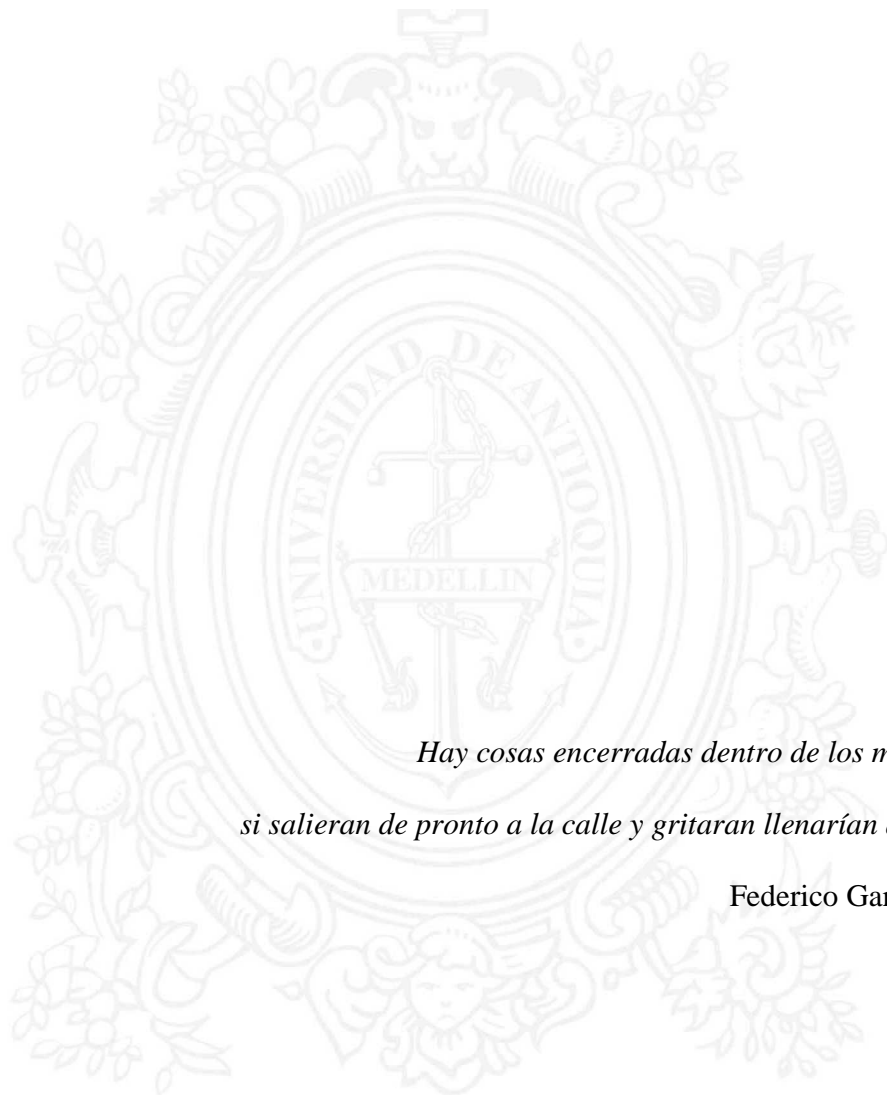 UNIVERSIDAD DE ANTIOQUIA
MEDELLIN
Hay cosas encerradas dentro de los
si salieran de pronto a la calle y gritaran llenarían
Federico